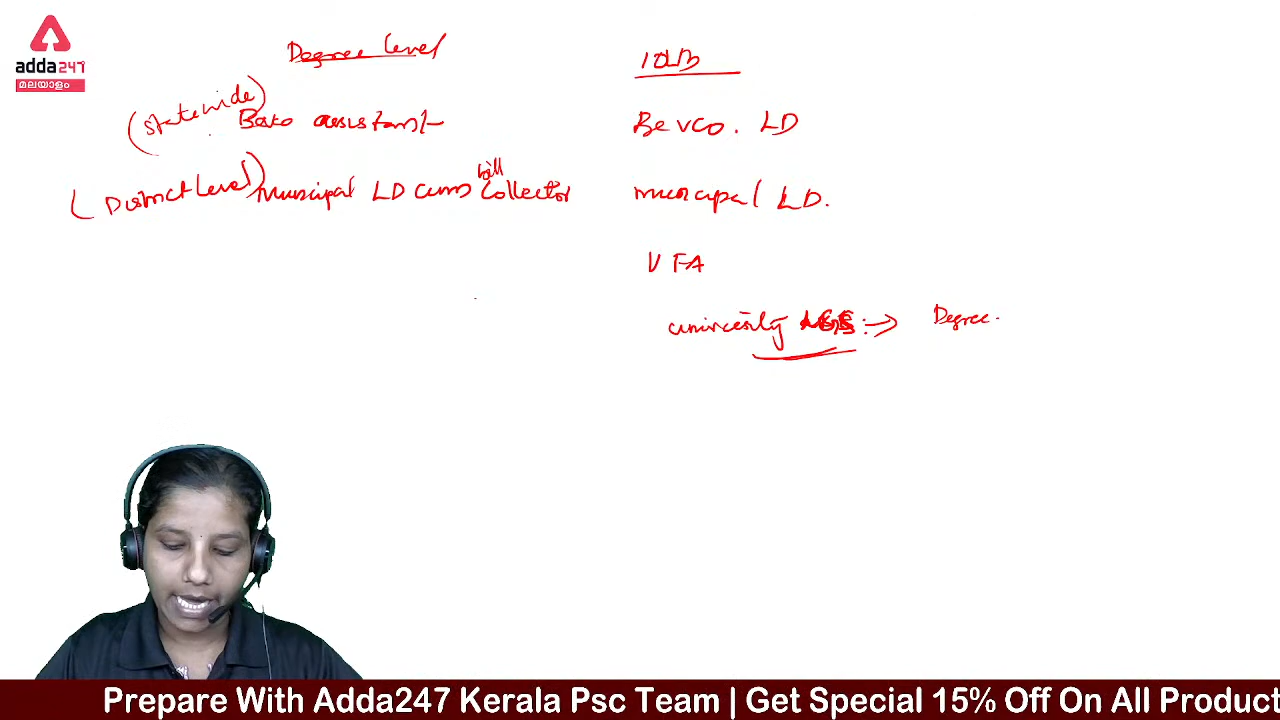 adda247
മലയാളം
Degree level
(statewide) assistant
(District Level) Municipal LD cum bill Collector
10th
Bevco. LD
municipal LD.
VFA
university LGS :→ Degree.
Prepare With Adda247 Kerala Psc Team | Get Special 15% Off On All Product